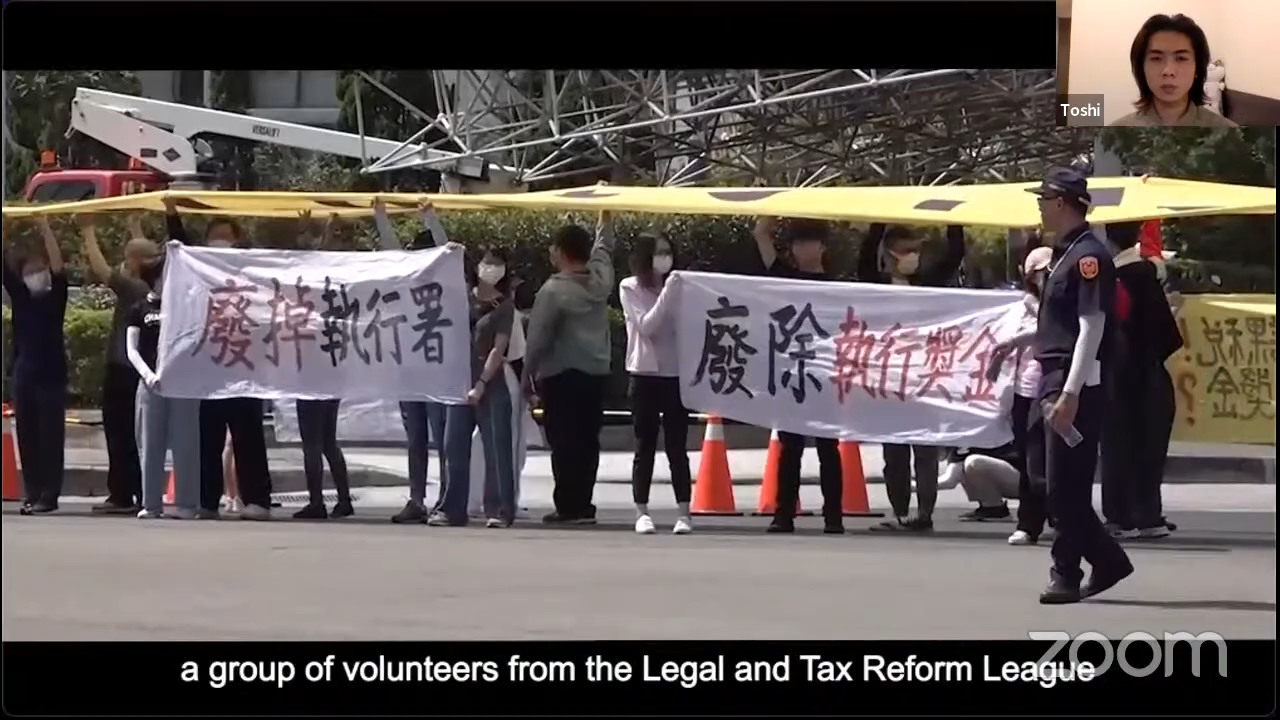 Toshi
VERSALIFT
廢掉執行署
廢除執行獎金
a group of volunteers from the Legal and Tax Reform League
zoom